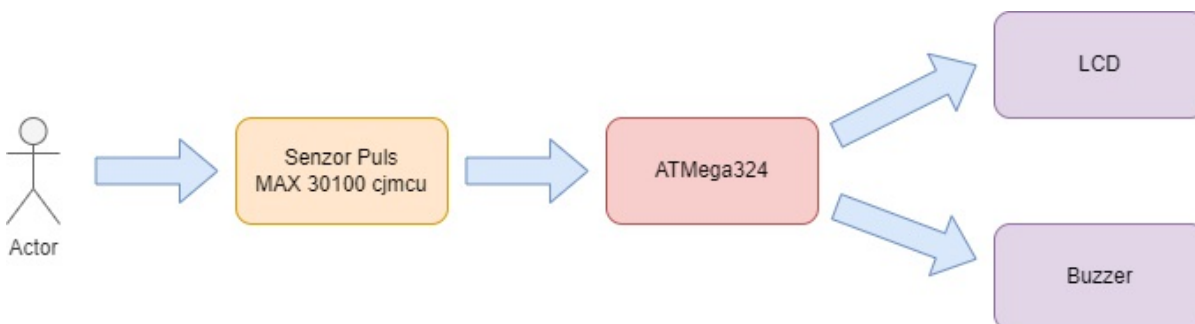 Actor
Senzor Puls
MAX 30100 cjmcu
ATMega324
LCD
Buzzer